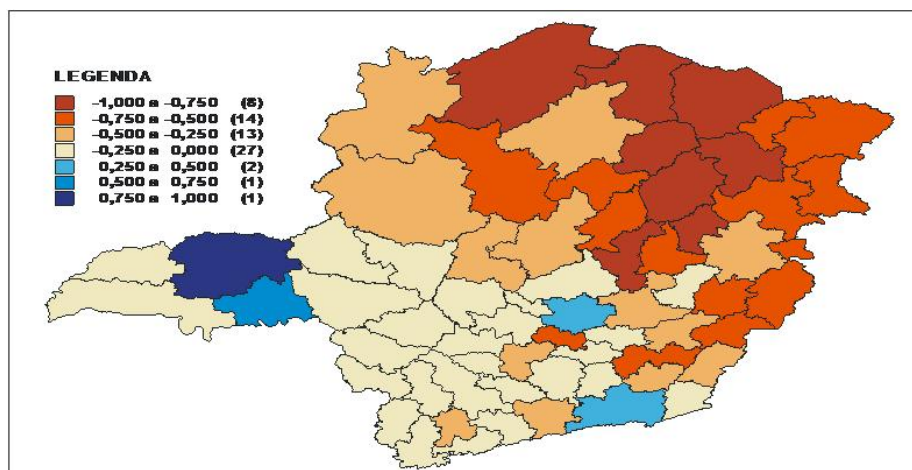 LEGENDA
-1,000 a -0,750 (8)
-0,750 a -0,500 (14)
-0,500 a -0,250 (13)
-0,250 a 0,000 (27)
0,250 a 0,500 (2)
0,500 a 0,750 (1)
0,750 a 1,000 (1)